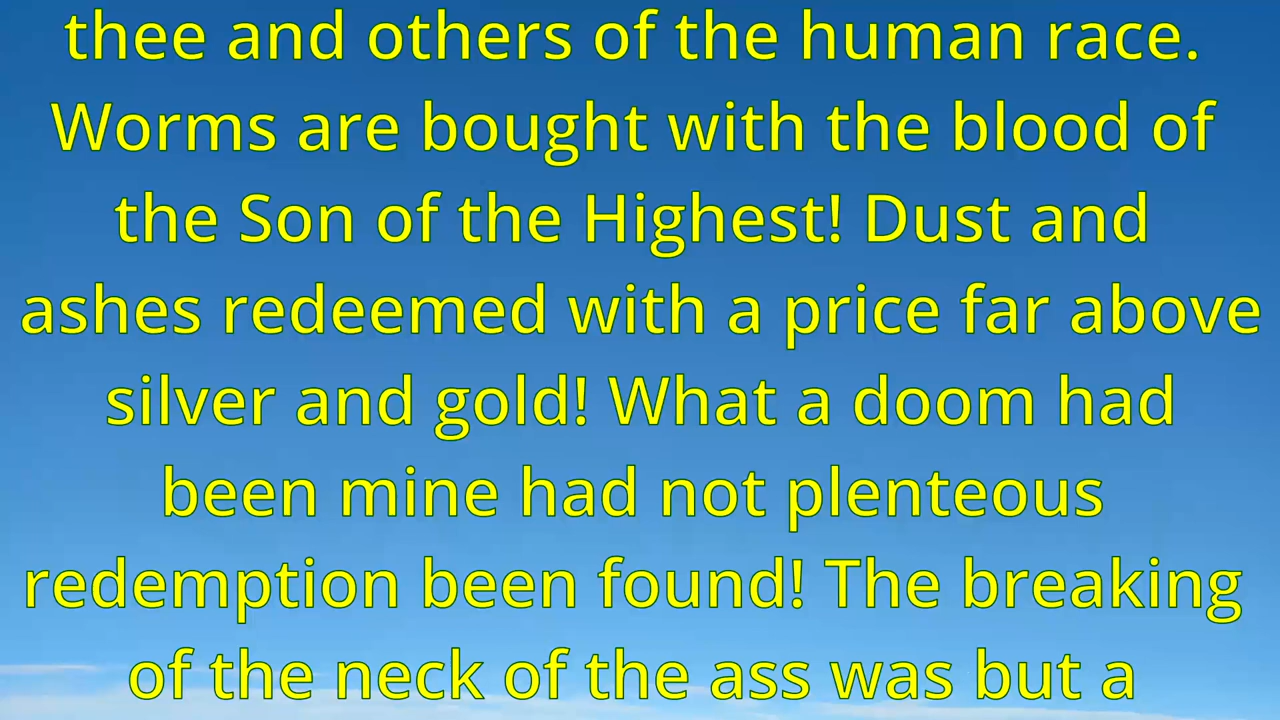 thee and others of the human race.
Worms are bought with the blood of
the Son of the Highest! Dust and
ashes redeemed with a price far above
silver and gold! What a doom had
been mine had not plenteous
redemption been found! The breaking
of the neck of the ass was but a